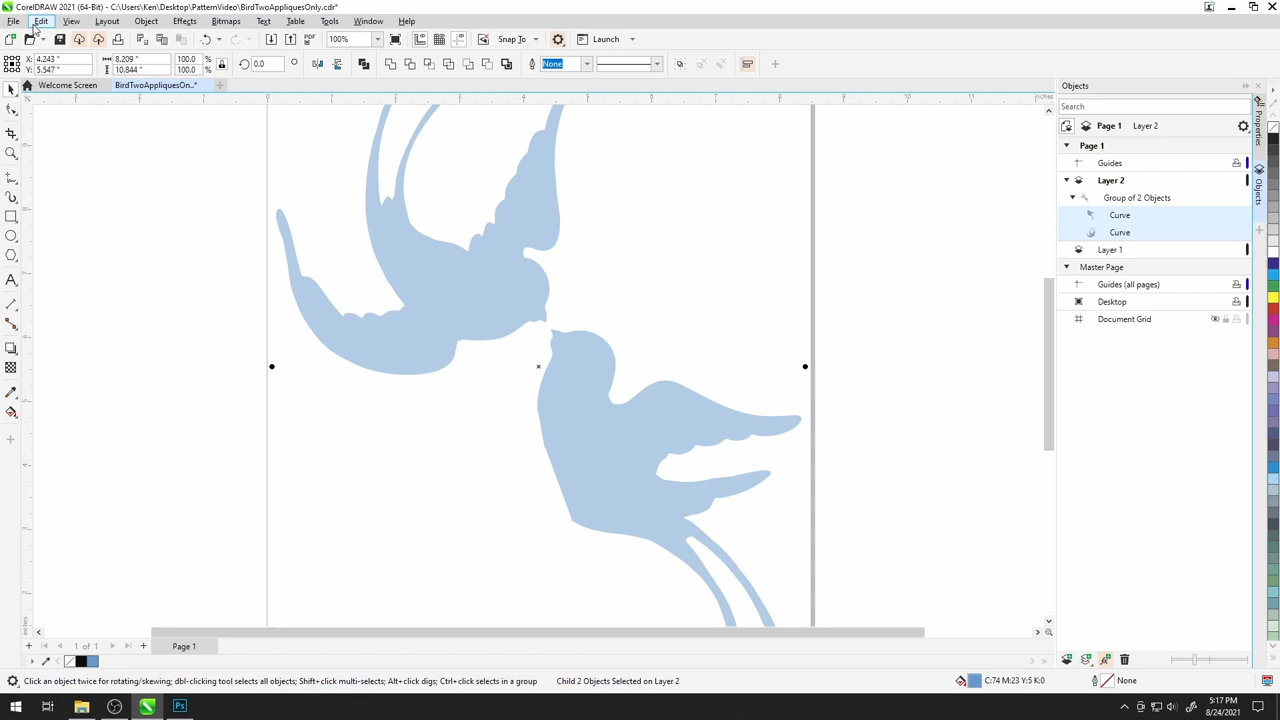 CorelDRAW 2021 (64-Bit) - C:\Users\Ken\Desktop\PatternVideo\BirdTwoAppliquesOnly.cdr*
File Edit View Layout Object Effects Bitmaps Text Table Tools Window Help
100% PDF Snap To Launch
X: 4.243 " 8.209 " 100.0 % 0.0 ° None
Y: 5.547 " 10.844 " 100.0 %
Welcome Screen BirdTwoAppliquesOn...*
Objects
Search
Page 1 Layer 2
Page 1
Guides
Layer 2
Group of 2 Objects
Curve
Curve
Layer 1
Master Page
Guides (all pages)
Desktop
Document Grid
Properties
Objects
inches
1 of 1 Page 1
Click an object twice for rotating/skewing; dbl-clicking tool selects all objects; Shift+click multi-selects; Alt+click digs; Ctrl+click selects in a group Child 2 Objects Selected on Layer 2 C:74 M:23 Y:5 K:0 None
Ps
5:17 PM
8/24/2021